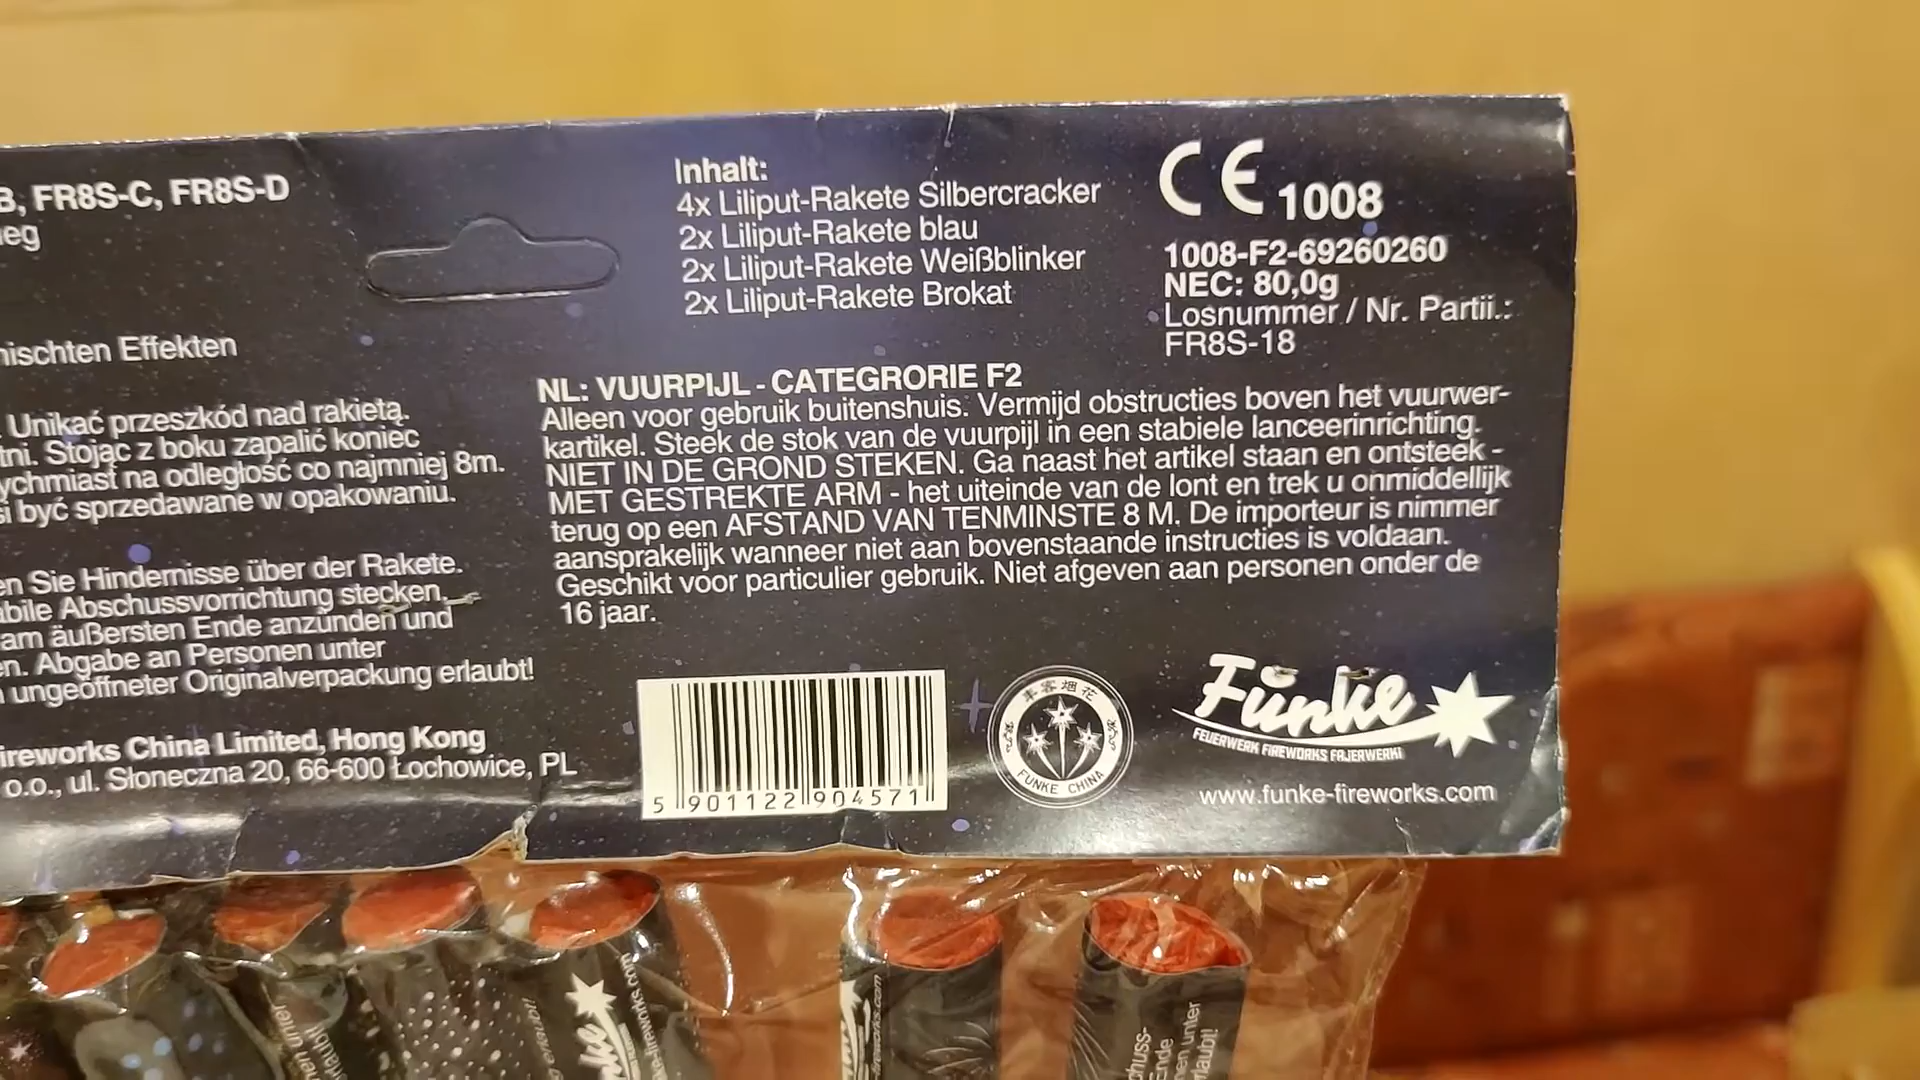 B, FR8S-C, FR8S-D
Inhalt:
4x Liliput-Rakete Silbercracker
2x Liliput-Rakete blau
2x Liliput-Rakete Weißblinker
2x Liliput-Rakete Brokat
CE 1008
1008-F2-69260260
NEC: 80,0g
Losnummer / Nr. Partii.:
FR8S-18
Effekten
Unikać przeszkód nad rakietą.
Stojąc z boku zapalić koniec
na odległość co najmniej 8m.
być sprzedawane w opakowaniu.
NL: VUURPIJL - CATEGRORIE F2
Alleen voor gebruik buitenshuis. Vermijd obstructies boven het vuurwer-
kartikel. Steek de stok van de vuurpijl in een stabiele lanceerinrichting.
NIET IN DE GROND STEKEN. Ga naast het artikel staan en ontsteek -
MET GESTREKTE ARM - het uiteinde van de lont en trek u onmiddellijk
terug op een AFSTAND VAN TENMINSTE 8 M. De importeur is nimmer
aansprakelijk wanneer niet aan bovenstaande instructies is voldaan.
Geschikt voor particulier gebruik. Niet afgeven aan personen onder de
16 jaar.
Sie Hindernisse über der Rakete.
Abschussvorrichtung stecken.
am äußersten Ende anzünden und
Abgabe an Personen unter
ungeöffneter Originalverpackung erlaubt!
ireworks China Limited, Hong Kong
o.o., ul. Słoneczna 20, 66-600 Łochowice, PL
5 901122 904571
丰客烟花
FUNKE CHINA
Funke
FEUERWERK FIREWORKS FAJERWERKI
www.funke-fireworks.com